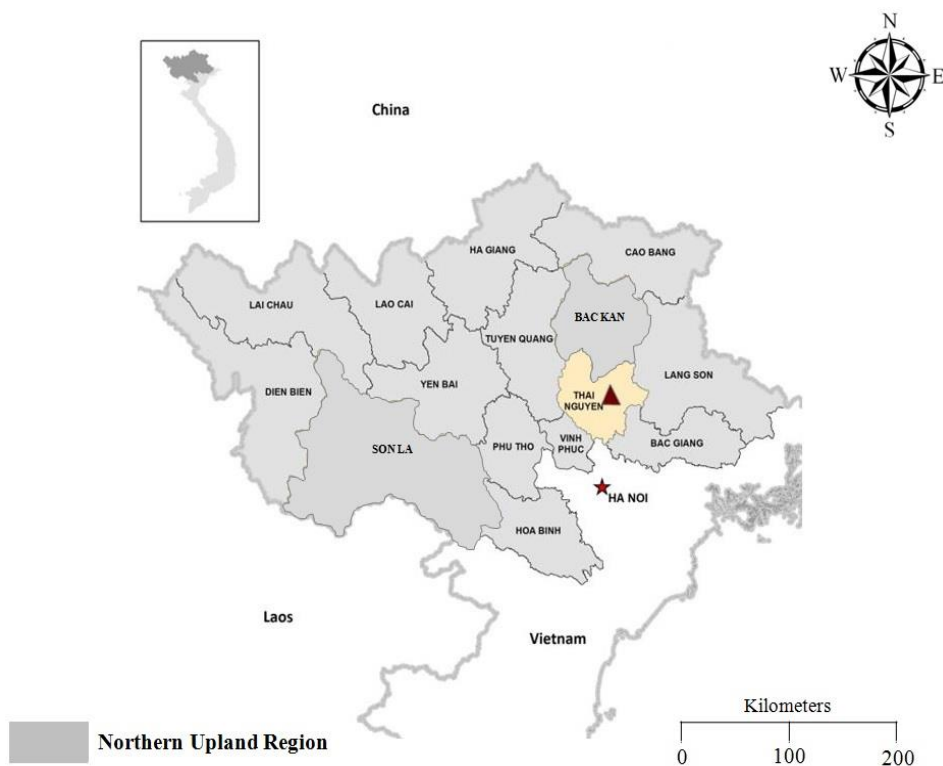 N
W E
S
China
HA GIANG
CAO BANG
LAI CHAU
LAO CAI
BAC KAN
TUYEN QUANG
LANG SON
DIEN BIEN
YEN BAI
THAI
NGUYEN
SON LA
PHU THO
VINH
PHUC
BAC GIANG
HA NOI
HOA BINH
Laos
Vietnam
Kilometers
0 100 200
Northern Upland Region